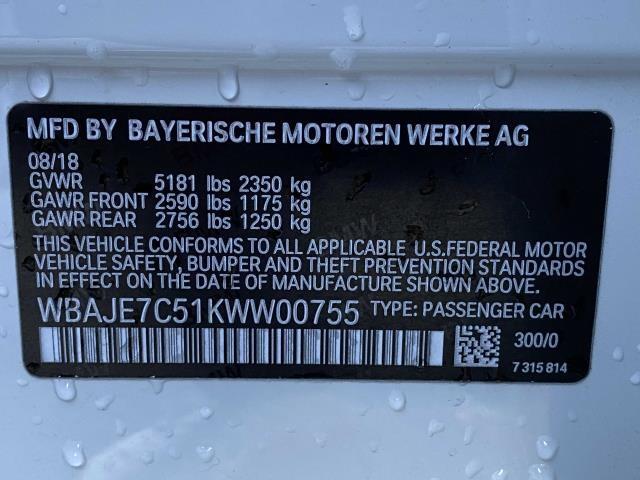 MFD BY BAYERISCHE MOTOREN WERKE AG
08/18
GVWR 5181 lbs 2350 kg
GAWR FRONT 2590 lbs 1175 kg
GAWR REAR 2756 lbs 1250 kg
THIS VEHICLE CONFORMS TO ALL APPLICABLE U.S.FEDERAL MOTOR
VEHICLE SAFETY, BUMPER AND THEFT PREVENTION STANDARDS
IN EFFECT ON THE DATE OF MANUFACTURE SHOWN ABOVE.
WBAJE7C51KWW00755 TYPE: PASSENGER CAR
300/0
7 315 814